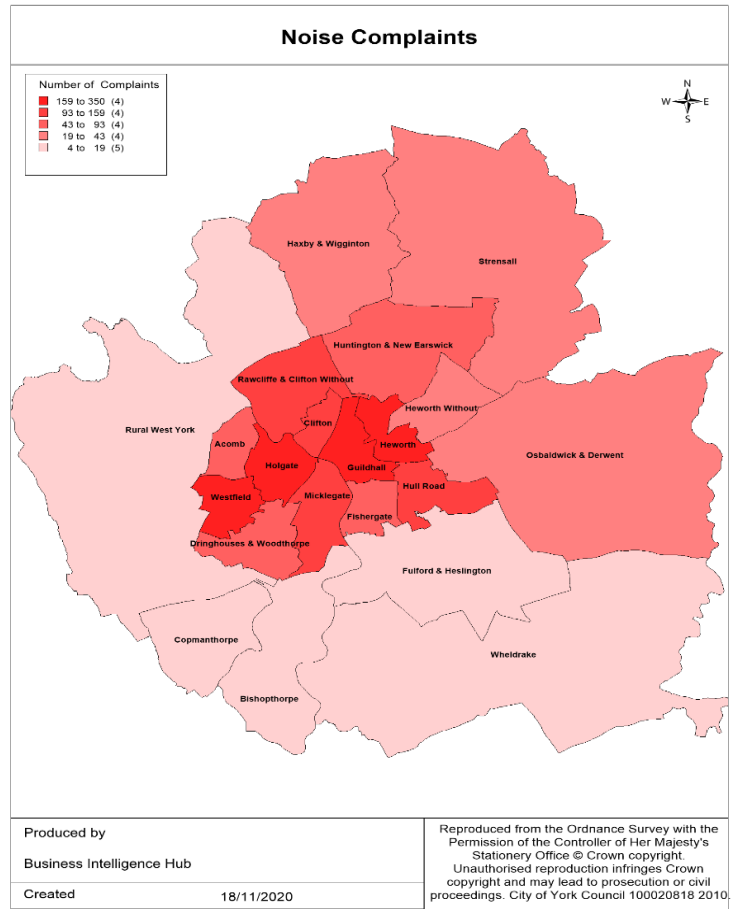 Noise Complaints
Number of Complaints
159 to 350 (4)
93 to 159 (4)
43 to 93 (4)
19 to 43 (4)
4 to 19 (5)
N
W E
S
Haxby & Wigginton
Strensall
Huntington & New Earswick
Rawcliffe & Clifton Without
Heworth Without
Clifton
Rural West York
Acomb
Heworth
Osbaldwick & Derwent
Holgate
Guildhall
Hull Road
Westfield
Micklegate
Fishergate
Dringhouses & Woodthorpe
Fulford & Heslington
Copmanthorpe
Wheldrake
Bishopthorpe
Produced by
Business Intelligence Hub
Created 18/11/2020
Reproduced from the Ordnance Survey with the
Permission of the Controller of Her Majesty's
Stationery Office © Crown copyright.
Unauthorised reproduction infringes Crown
copyright and may lead to prosecution or civil
proceedings. City of York Council 100020818 2010